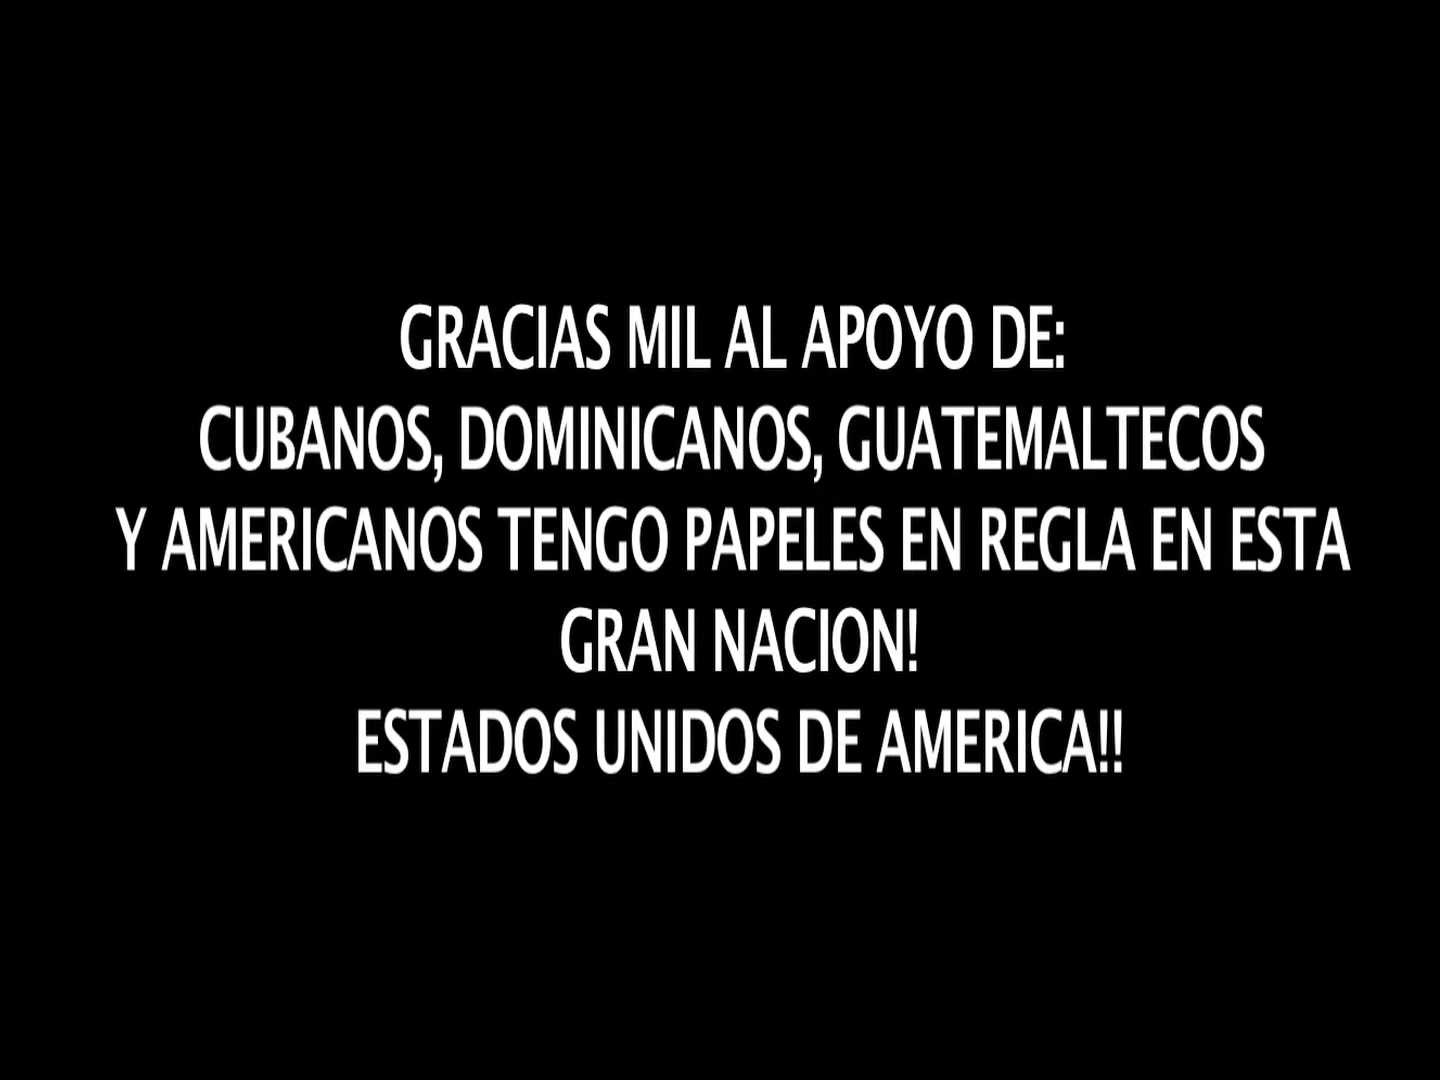 GRACIAS MIL AL APOYO DE:
CUBANOS, DOMINICANOS, GUATEMALTECOS
Y AMERICANOS TENGO PAPELES EN REGLA EN ESTA
GRAN NACION!
ESTADOS UNIDOS DE AMERICA!!